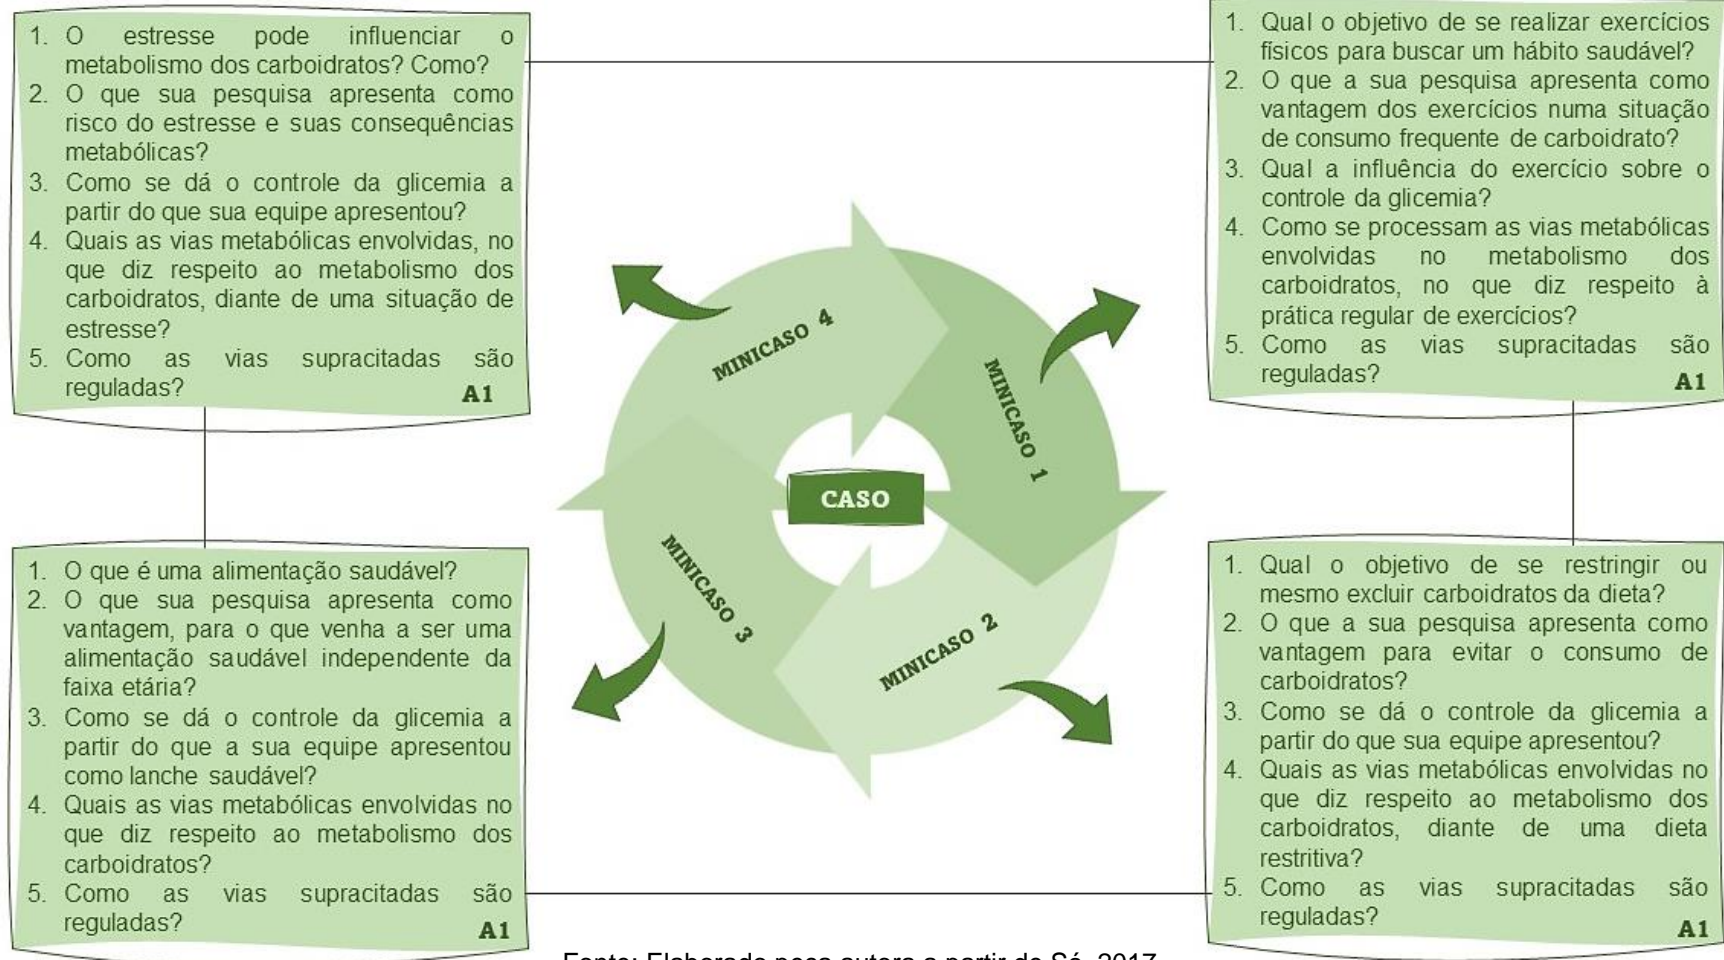 1. O estresse pode influenciar o
metabolismo dos carboidratos? Como?
2. O que sua pesquisa apresenta como
risco do estresse e suas consequências
metabólicas?
3. Como se dá o controle da glicemia a
partir do que sua equipe apresentou?
4. Quais as vias metabólicas envolvidas, no
que diz respeito ao metabolismo dos
carboidratos, diante de uma situação de
estresse?
5. Como as vias supracitadas são
reguladas?
A1
1. Qual o objetivo de se realizar exercícios
físicos para buscar um hábito saudável?
2. O que a sua pesquisa apresenta como
vantagem dos exercícios numa situação
de consumo frequente de carboidrato?
3. Qual a influência do exercício sobre o
controle da glicemia?
4. Como se processam as vias metabólicas
envolvidas no metabolismo dos
carboidratos, no que diz respeito à
prática regular de exercícios?
5. Como as vias supracitadas são
reguladas?
A1
MINICASO 4
MINICASO 1
CASO
MINICASO 3
MINICASO 2
1. O que é uma alimentação saudável?
2. O que sua pesquisa apresenta como
vantagem, para o que venha a ser uma
alimentação saudável independente da
faixa etária?
3. Como se dá o controle da glicemia a
partir do que a sua equipe apresentou
como lanche saudável?
4. Quais as vias metabólicas envolvidas no
que diz respeito ao metabolismo dos
carboidratos?
5. Como as vias supracitadas são
reguladas?
A1
1. Qual o objetivo de se restringir ou
mesmo excluir carboidratos da dieta?
2. O que a sua pesquisa apresenta como
vantagem para evitar o consumo de
carboidratos?
3. Como se dá o controle da glicemia a
partir do que sua equipe apresentou?
4. Quais as vias metabólicas envolvidas no
que diz respeito ao metabolismo dos
carboidratos, diante de uma dieta
restritiva?
5. Como as vias supracitadas são
reguladas?
A1
Fonte: Elaborado a autora a partir de Sá, 2017